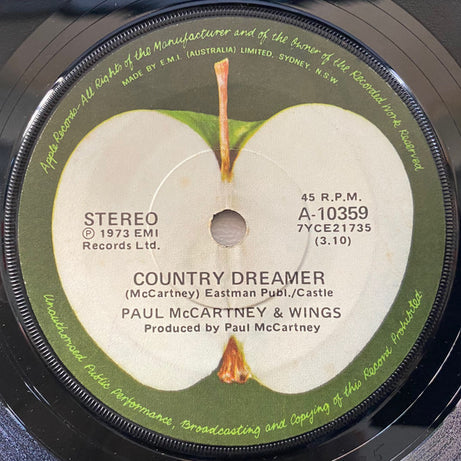 Apple Records—All Rights of the Manufacturer and of the Owner of the Recorded Work Reserved
MADE BY E.M.I. (AUSTRALIA) LIMITED, SYDNEY, N.S.W
STEREO
℗ 1973 EMI
Records Ltd.
45 R.P.M.
A-10359
7YCE21735
(3.10)
COUNTRY DREAMER
(McCartney) Eastman Publ./Castle
PAUL McCARTNEY & WINGS
Produced by Paul McCartney
Unauthorised Public Performance, Broadcasting and Copying of this Record Prohibited